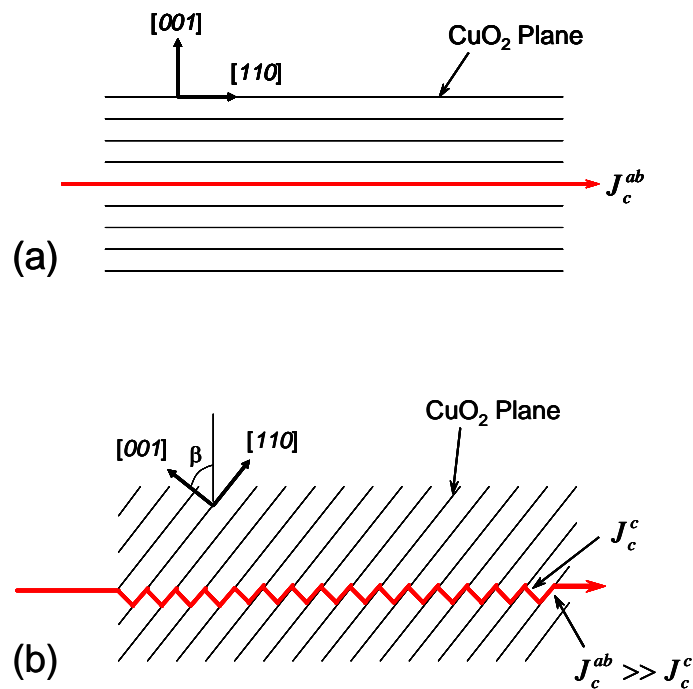 [001]
CuO₂ Plane
[110]
J_c^{ab}
(a)
CuO₂ Plane
[001]
β
[110]
J_c^c
(b)
J_c^{ab} >> J_c^c